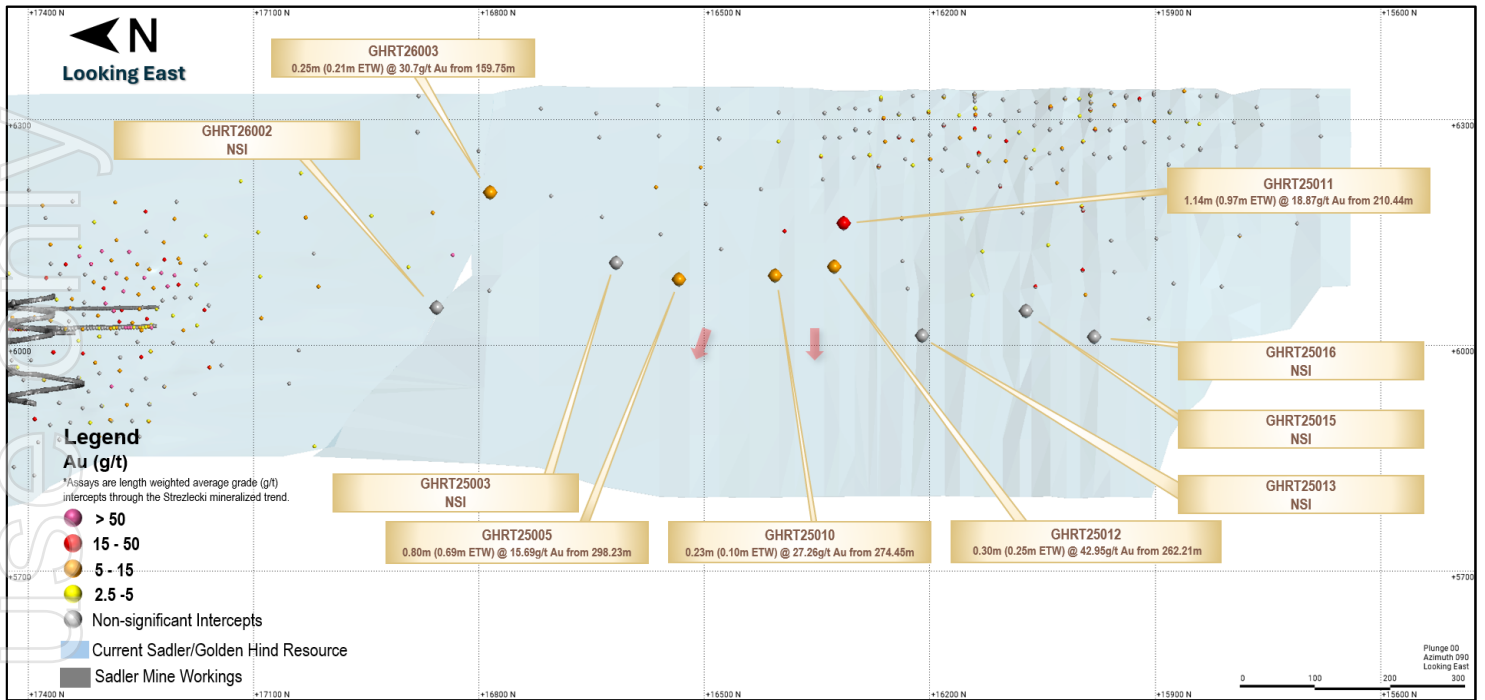 +17400 N
+17100 N
+16800 N
+16500 N
+16200 N
+15900 N
+15600 N
N
Looking East
GHRT26003
0.25m (0.21m ETW) @ 30.7g/t Au from 159.75m
+6300
+6300
GHRT26002
NSI
GHRT25011
1.14m (0.97m ETW) @ 18.87g/t Au from 210.44m
+6000
+6000
GHRT25016
NSI
GHRT25015
NSI
GHRT25003
NSI
GHRT25013
NSI
GHRT25005
0.80m (0.69m ETW) @ 15.69g/t Au from 298.23m
GHRT25010
0.23m (0.10m ETW) @ 27.26g/t Au from 274.45m
GHRT25012
0.30m (0.25m ETW) @ 42.95g/t Au from 262.21m
+5700
Legend
Au (g/t)
*Assays are length weighted average grade (g/t)
intercepts through the Strezlecki mineralized trend.
> 50
15 - 50
5 - 15
2.5 -5
Non-significant Intercepts
Current Sadler/Golden Hind Resource
Sadler Mine Workings
Plunge 00
Azimuth 090
Looking East
0 100 200 300
+17400 N
+17100 N
+16800 N
+16500 N
+16200 N
+15900 N
+15600 N
use only